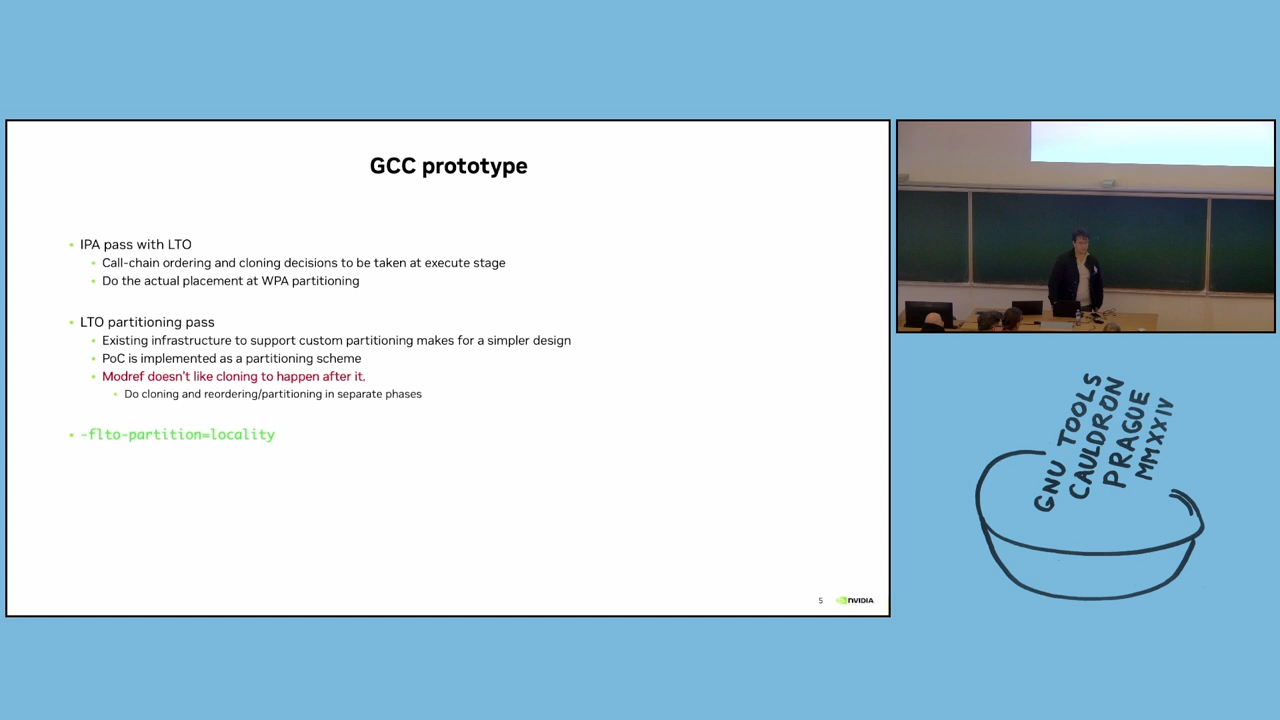 GCC prototype
IPA pass with LTO
Call-chain ordering and cloning decisions to be taken at execute stage
Do the actual placement at WPA partitioning
LTO partitioning pass
Existing infrastructure to support custom partitioning makes for a simpler design
PoC is implemented as a partitioning scheme
Modref doesn't like cloning to happen after it.
Do cloning and reordering/partitioning in separate phases
-flto-partition=locality
5
NVIDIA
GNU TOOLS
CAULDRON
PRAGUE
MMXXIV